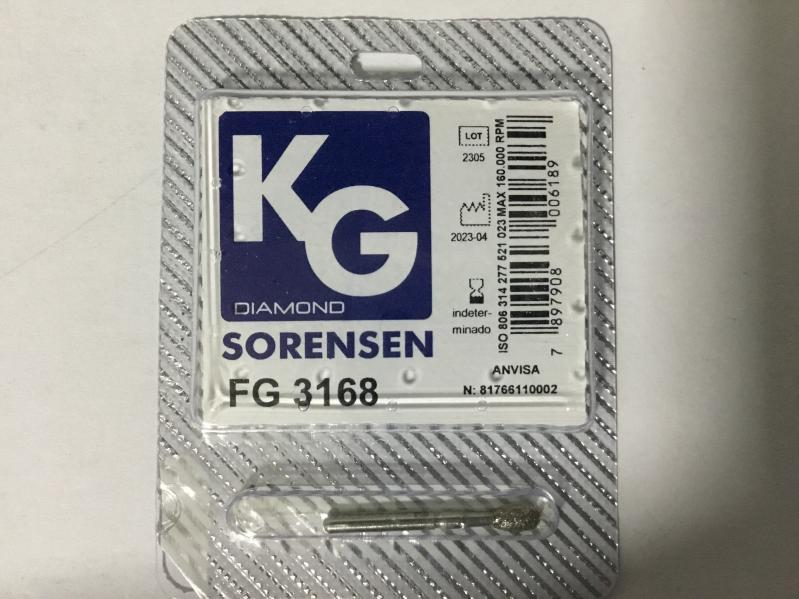 KG
DIAMOND
SORENSEN
FG 3168
LOT
2305
2023-04
indeter-
minado
ISO 806 314 277 521 023 MAX 160.000 RPM
7 897908 006189
ANVISA
N: 81766110002